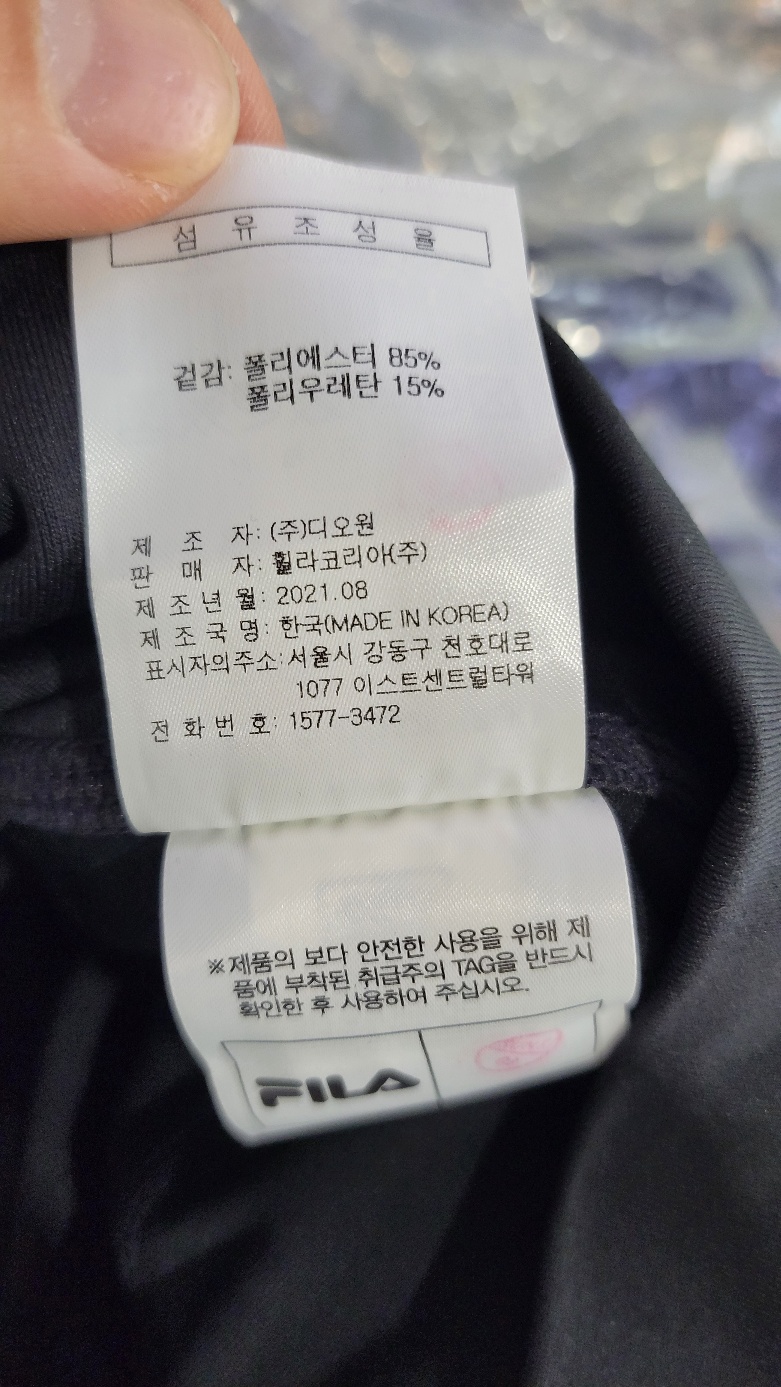 섬 유 조 성 율
겉감: 폴리에스터 85%
폴리우레탄 15%
제 조 자: (주)디오원
판 매 자: 휠라코리아(주)
제 조 년 월: 2021.08
제 조 국 명: 한국(MADE IN KOREA)
표시자의주소: 서울시 강동구 천호대로
1077 이스트센트럴타워
전 화 번 호: 1577-3472
※제품의 보다 안전한 사용을 위해 제
품에 부착된 취급주의 TAG을 반드시
확인한 후 사용하여 주십시오.
FILA